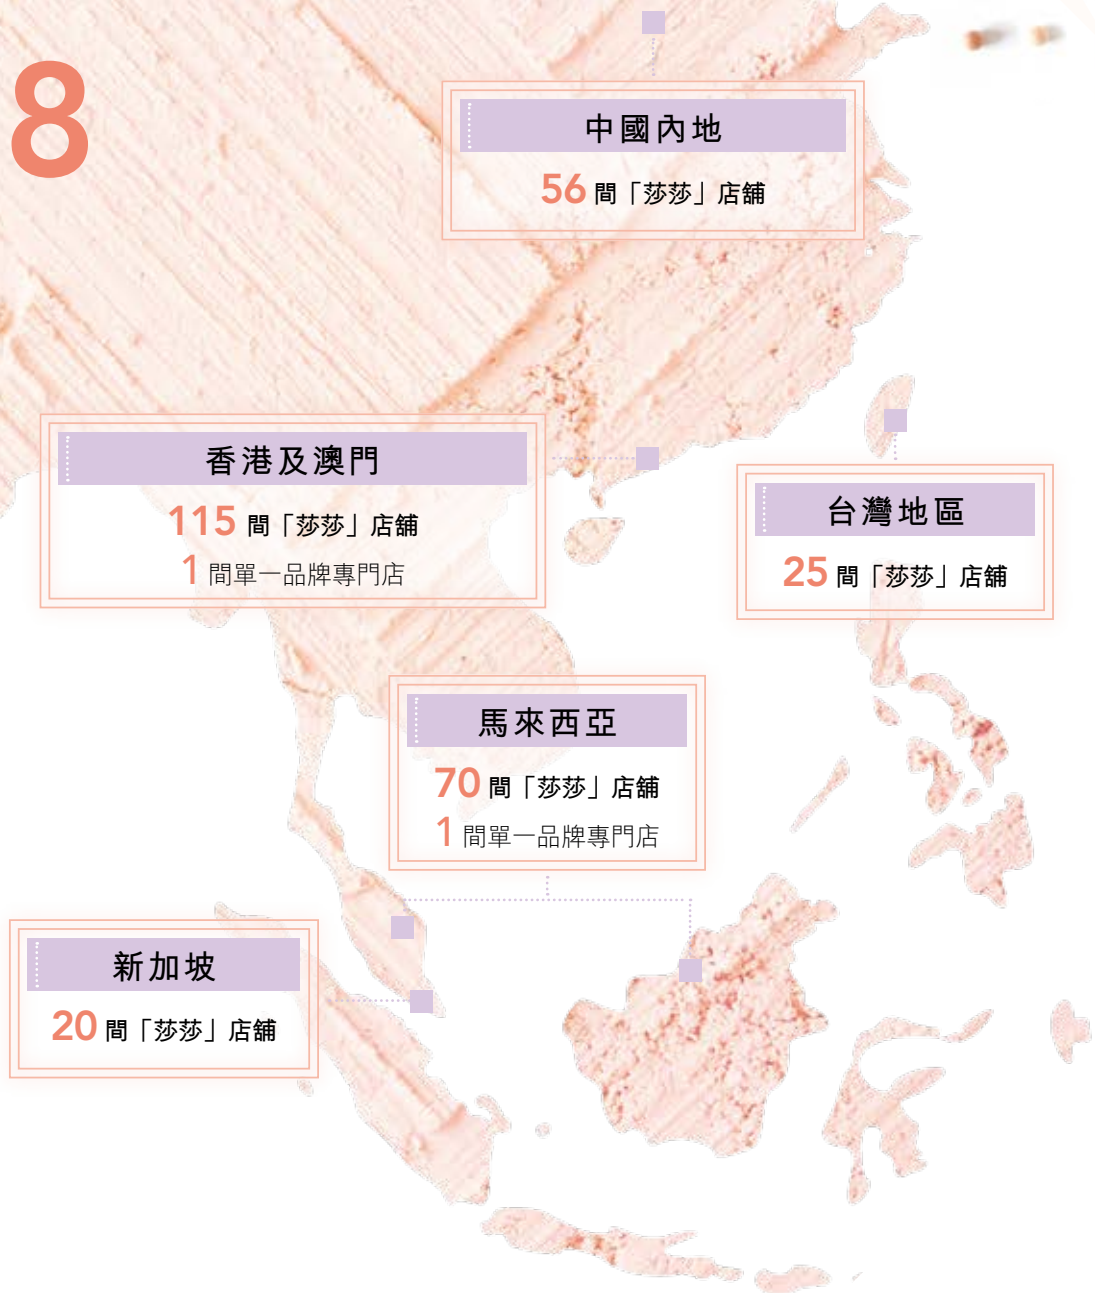 8
中國內地
56 間「莎莎」店舖
香港及澳門
115 間「莎莎」店舖
1 間單一品牌專門店
台灣地區
25 間「莎莎」店舖
馬來西亞
70 間「莎莎」店舖
1 間單一品牌專門店
新加坡
20 間「莎莎」店舖